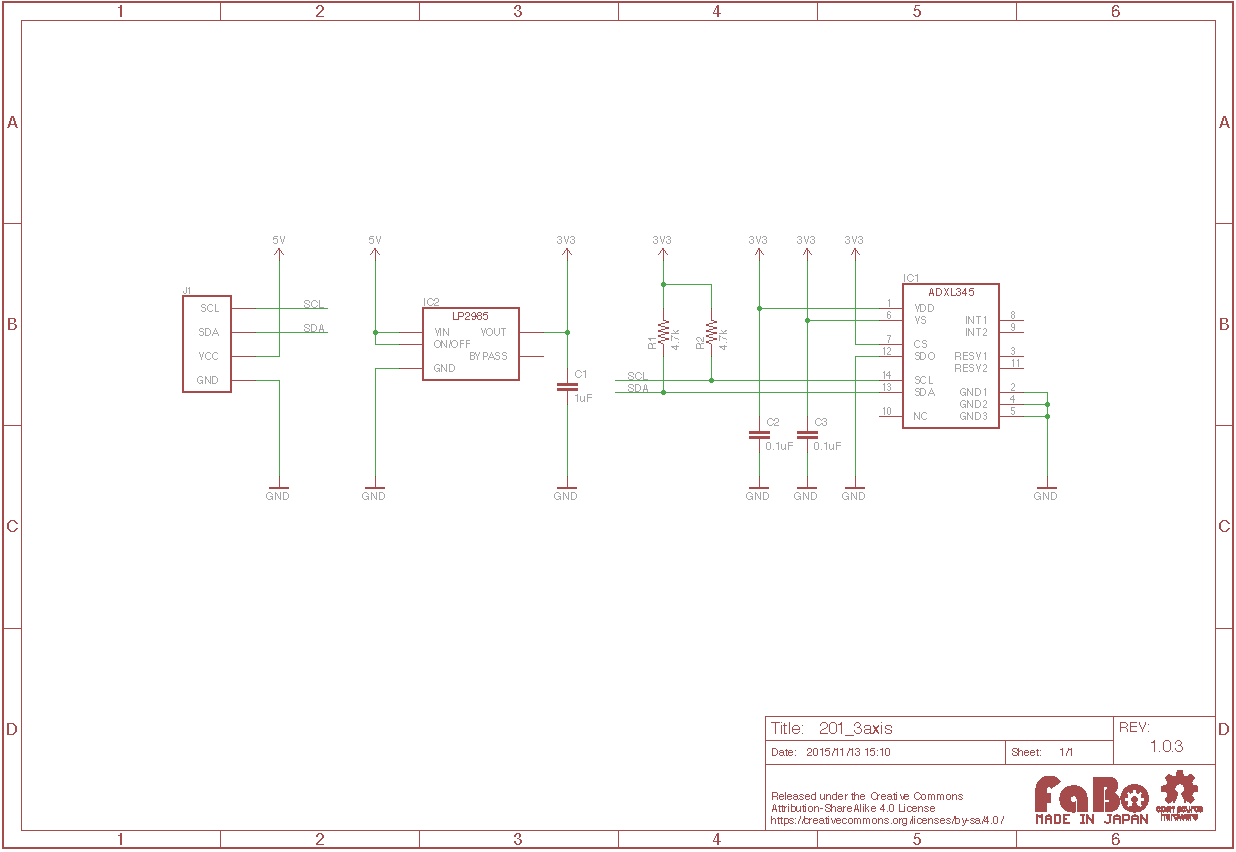 1 2 3 4 5 6
A A
5V 5V 3V3 3V3 3V3 3V3 3V3
J1
SCL SCL
SDA SDA
VCC
GND
IC2
LP2985
VIN VOUT
ON/OFF
BYPASS
GND
C1
1uF
R1 4.7k R2 4.7k
SCL
SDA
IC1
ADXL345
1 VDD
6 VS INT1 8
INT2 9
7 CS
12 SDO RESV1 3
RESV2 11
14 SCL
13 SDA GND1 2
GND2 4
10 NC GND3 5
B B
C2 C3
0.1uF 0.1uF
GND GND GND GND GND GND GND
C C
D D
Title: 201_3axis
REV:
1.0.3
Date: 2015/11/13 15:10
Sheet: 1/1
Released under the Creative Commons
Attribution-ShareAlike 4.0 License
https://creativecommons.org/licenses/by-sa/4.0/
FaBo
MADE IN JAPAN
open source
hardware
1 2 3 4 5 6